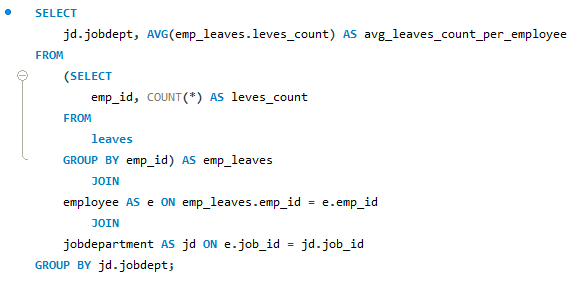 SELECT
jd.jobdept, AVG(emp_leaves.leves_count) AS avg_leaves_count_per_employee
FROM
(SELECT
emp_id, COUNT(*) AS leves_count
FROM
leaves
GROUP BY emp_id) AS emp_leaves
JOIN
employee AS e ON emp_leaves.emp_id = e.emp_id
JOIN
jobdepartment AS jd ON e.job_id = jd.job_id
GROUP BY jd.jobdept;